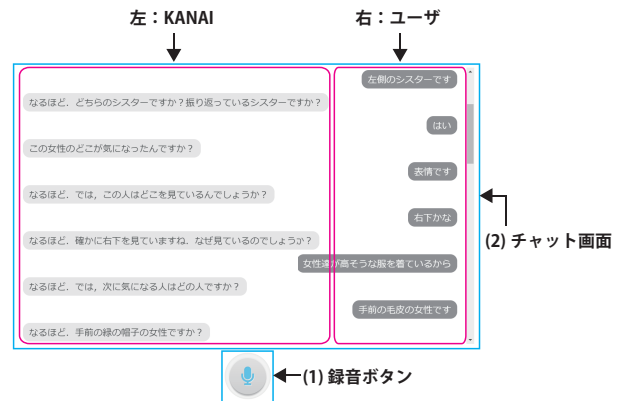 左：KANAI
右：ユーザ
左側のシスターです
なるほど．どちらのシスターですか？振り返っているシスターですか？
はい
この女性のどこが気になったんですか？
表情です
なるほど．では，この人はどこを見ているんでしょうか？
右下かな
なるほど．確かに右下を見ていますね．なぜ見ているのでしょうか？
(2) チャット画面
女性達が高そうな服を着ているから
なるほど．では，次に気になる人はどの人ですか？
手前の毛皮の女性です
なるほど．手前の緑の帽子の女性ですか？
(1) 録音ボタン